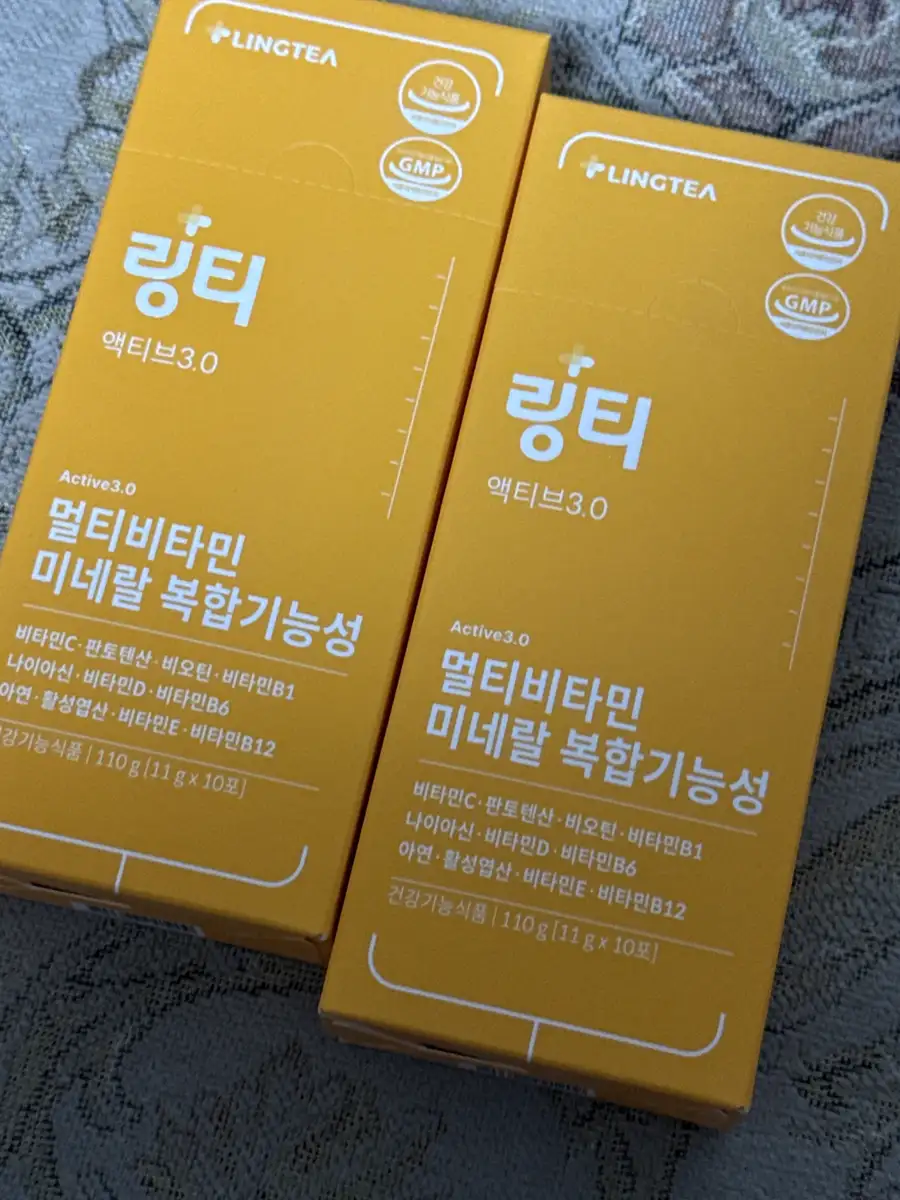 LINGTEA
건강
기능식품
GMP
링티
액티브3.0
Active3.0
멀티비타민
미네랄 복합기능성
비타민C·판토텐산·비오틴·비타민B1
나이아신·비타민D·비타민B6
아연·활성엽산·비타민E·비타민B12
강기능식품 | 110 g [11 g x 10포]
LINGTEA
건강
기능식품
GMP
링티
액티브3.0
Active3.0
멀티비타민
미네랄 복합기능성
비타민C·판토텐산·비오틴·비타민B1
나이아신·비타민D·비타민B6
아연·활성엽산·비타민E·비타민B12
건강기능식품 | 110 g [11 g x 10포]